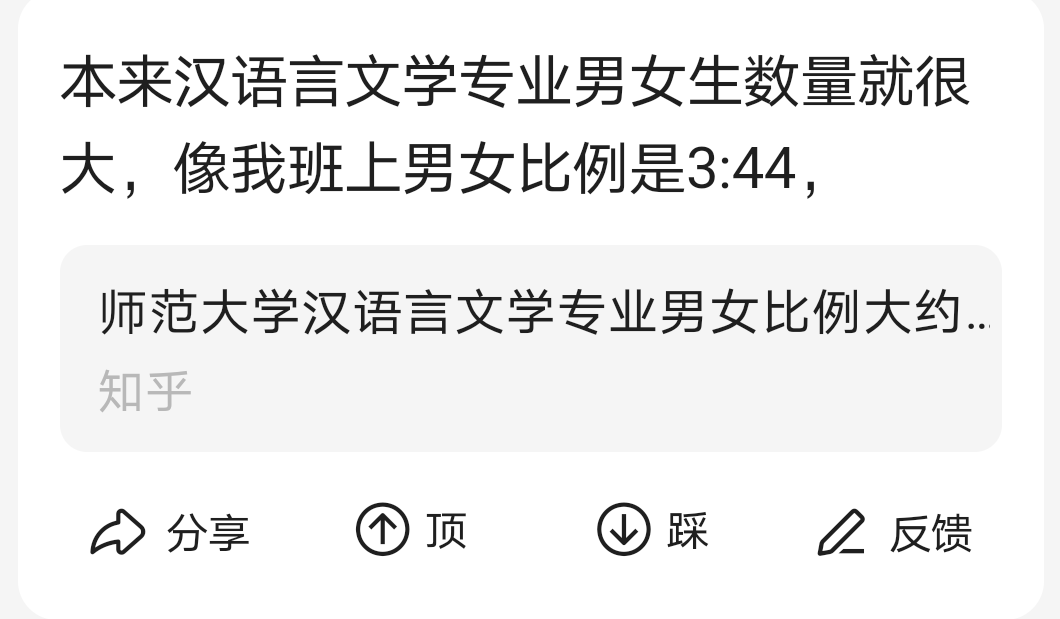 本来汉语言文学专业男女生数量就很
大，像我班上男女比例是3:44，
师范大学汉语言文学专业男女比例大约...
知乎
分享
顶
踩
反馈